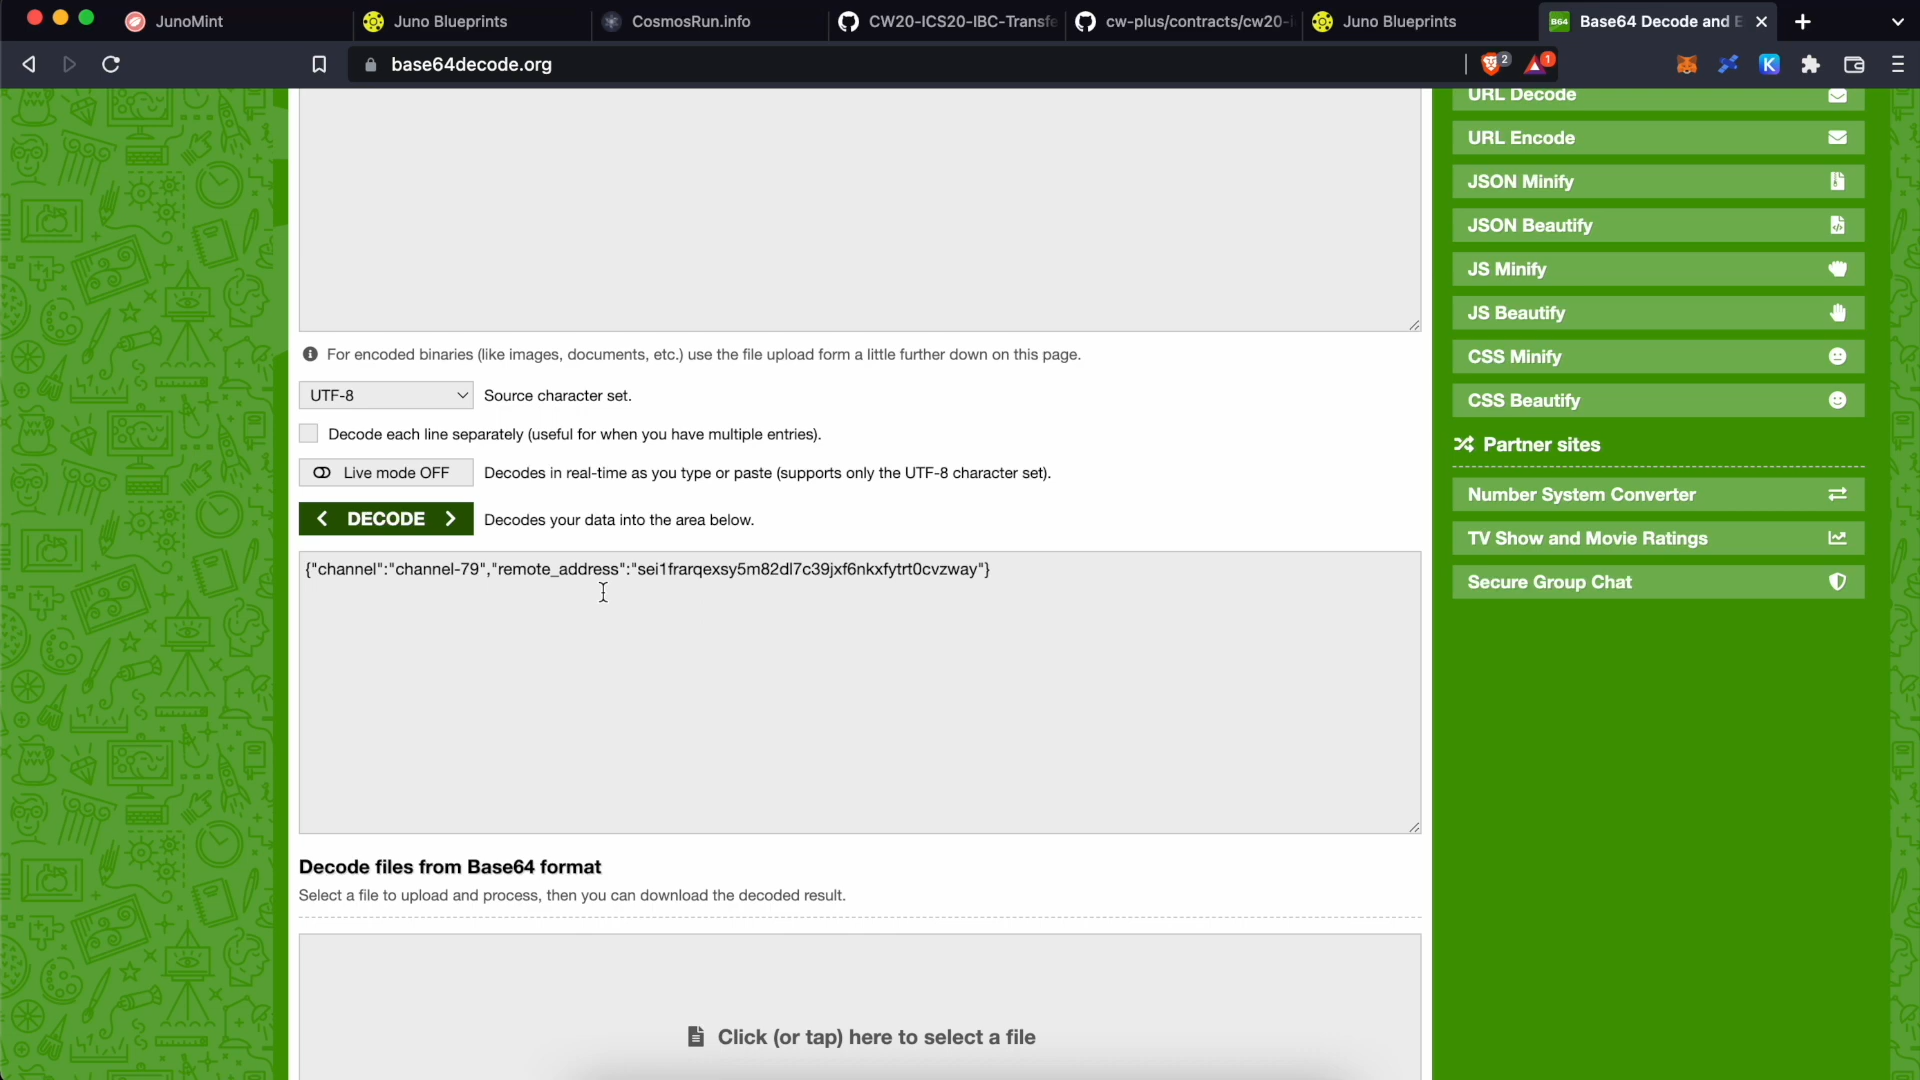 JunoMint
Juno Blueprints
CosmosRun.info
CW20-ICS20-IBC-Transfe
cw-plus/contracts/cw20-i
Juno Blueprints
B64
Base64 Decode and E
base64decode.org
2
1
K
URL Decode
URL Encode
JSON Minify
JSON Beautify
JS Minify
JS Beautify
CSS Minify
CSS Beautify
Partner sites
Number System Converter
TV Show and Movie Ratings
Secure Group Chat
For encoded binaries (like images, documents, etc.) use the file upload form a little further down on this page.
UTF-8 Source character set.
Decode each line separately (useful for when you have multiple entries).
Live mode OFF Decodes in real-time as you type or paste (supports only the UTF-8 character set).
< DECODE > Decodes your data into the area below.
{"channel":"channel-79","remote_address":"sei1frarqexsy5m82dl7c39jxf6nkxfytrt0cvzway"}
Decode files from Base64 format
Select a file to upload and process, then you can download the decoded result.
Click (or tap) here to select a file